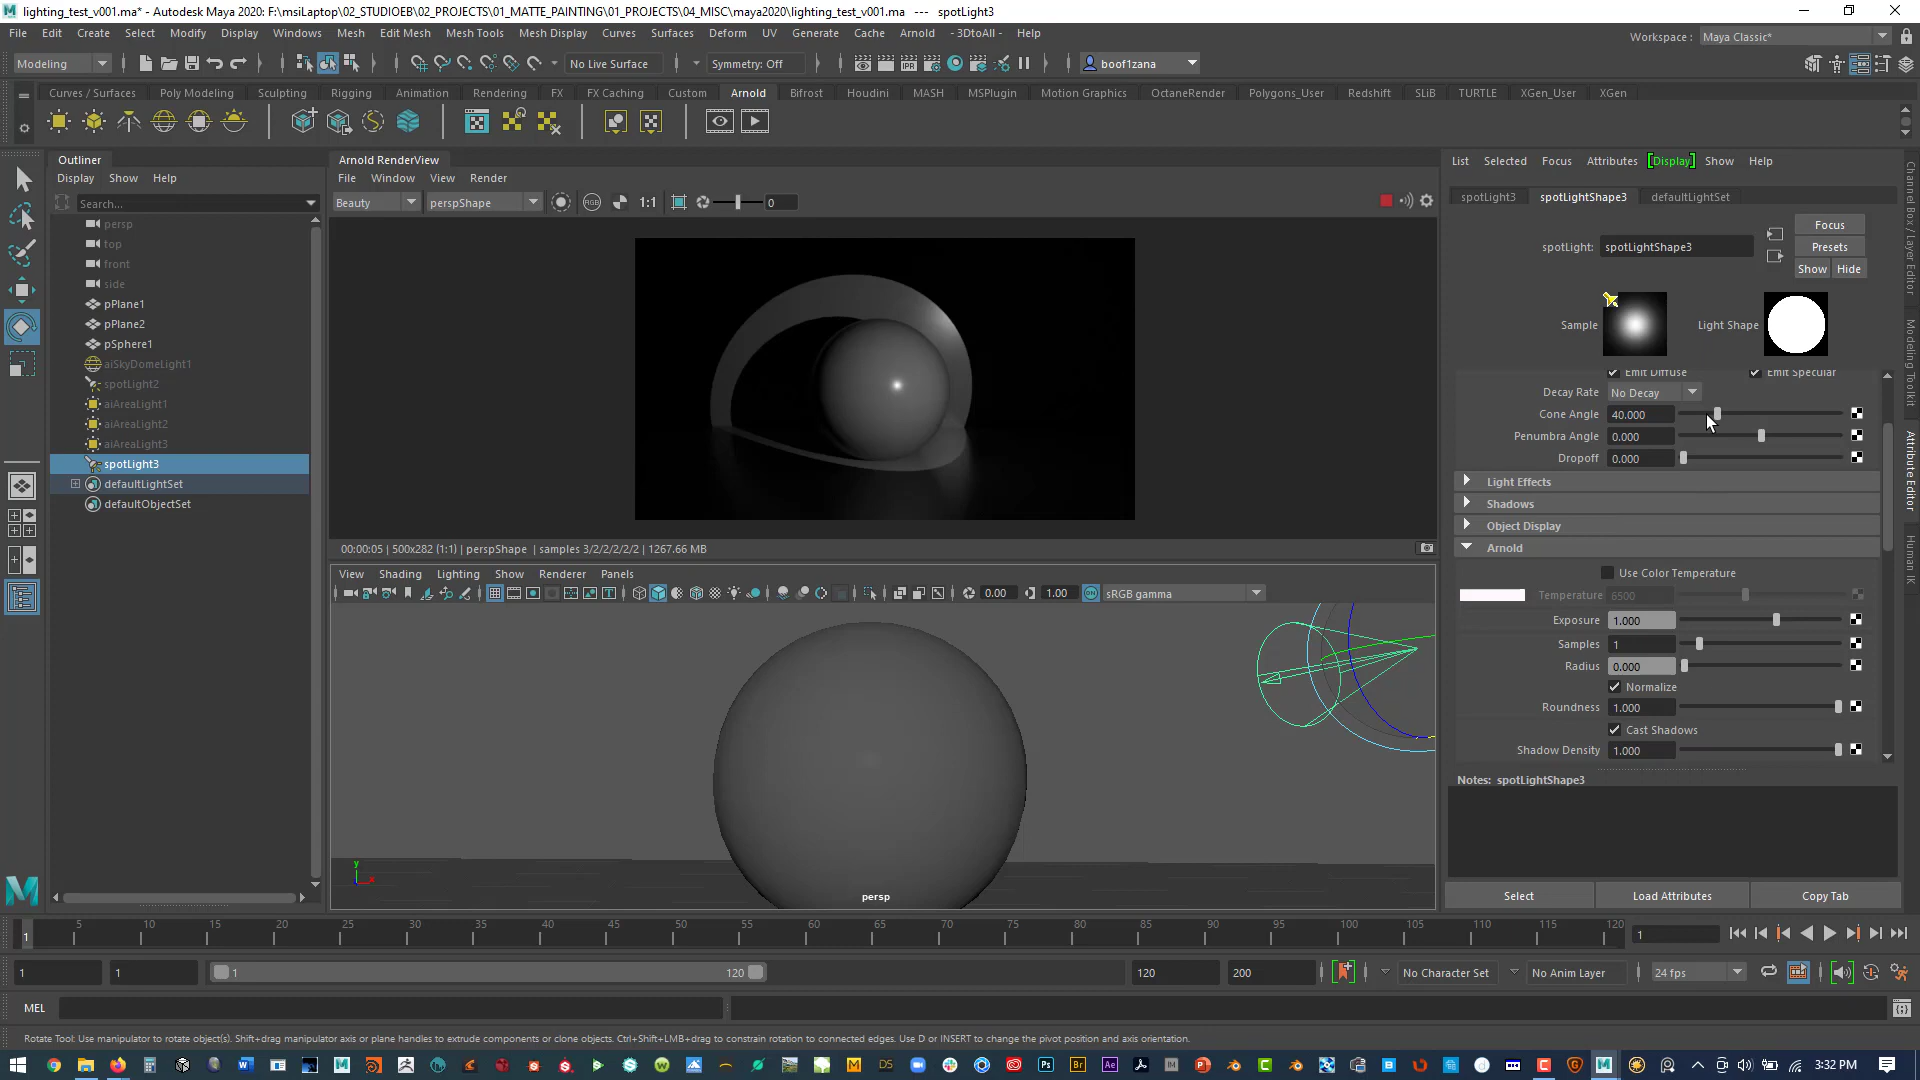 lighting_test_v001.ma* - Autodesk Maya 2020: F:\msiLaptop\02_STUDIOEB\02_PROJECTS\01_MATTE_PAINTING\01_PROJECTS\04_MISC\maya2020\lighting_test_v001.ma --- spotLight3
File Edit Create Select Modify Display Windows Mesh Edit Mesh Mesh Tools Mesh Display Curves Surfaces Deform UV Generate Cache Arnold - 3DtoAll - Help
Workspace : Maya Classic*
Modeling No Live Surface Symmetry: Off boof1zana
Curves / Surfaces Poly Modeling Sculpting Rigging Animation Rendering FX FX Caching Custom Arnold Bifrost Houdini MASH MSPlugin Motion Graphics OctaneRender Polygons_User Redshift SLiB TURTLE XGen_User XGen
Outliner
Display Show Help
Search...
persp
top
front
side
pPlane1
pPlane2
pSphere1
aiSkyDomeLight1
spotLight2
aiAreaLight1
aiAreaLight2
aiAreaLight3
spotLight3
defaultLightSet
defaultObjectSet
Arnold RenderView
File Window View Render
Beauty perspShape RGB 1:1 0
00:00:05 | 500x282 (1:1) | perspShape | samples 3/2/2/2/2/2 | 1267.66 MB
View Shading Lighting Show Renderer Panels
0.00 1.00 ON sRGB gamma
y
x
persp
List Selected Focus Attributes [Display] Show Help
spotLight3 spotLightShape3 defaultLightSet
Focus
spotLight: spotLightShape3
Presets
Show Hide
Sample Light Shape
Emit Diffuse Emit Specular
Decay Rate No Decay
Cone Angle 40.000
Penumbra Angle 0.000
Dropoff 0.000
Light Effects
Shadows
Object Display
Arnold
Use Color Temperature
Temperature 6500
Exposure 1.000
Samples 1
Radius 0.000
Normalize
Roundness 1.000
Cast Shadows
Shadow Density 1.000
Notes: spotLightShape3
Select Load Attributes Copy Tab
Channel Box / Layer Editor
Modeling Toolkit
Attribute Editor
Human IK
1 5 10 15 20 25 30 35 40 45 50 55 60 65 70 75 80 85 90 95 100 105 110 115 120 1
1 1 1 120 120 200 No Character Set No Anim Layer 24 fps
MEL
Rotate Tool: Use manipulator to rotate object(s). Shift+drag manipulator axis or plane handles to extrude components or clone objects. Ctrl+Shift+LMB+drag to constrain rotation to connected edges. Use D or INSERT to change the pivot position and axis orientation.
3:32 PM